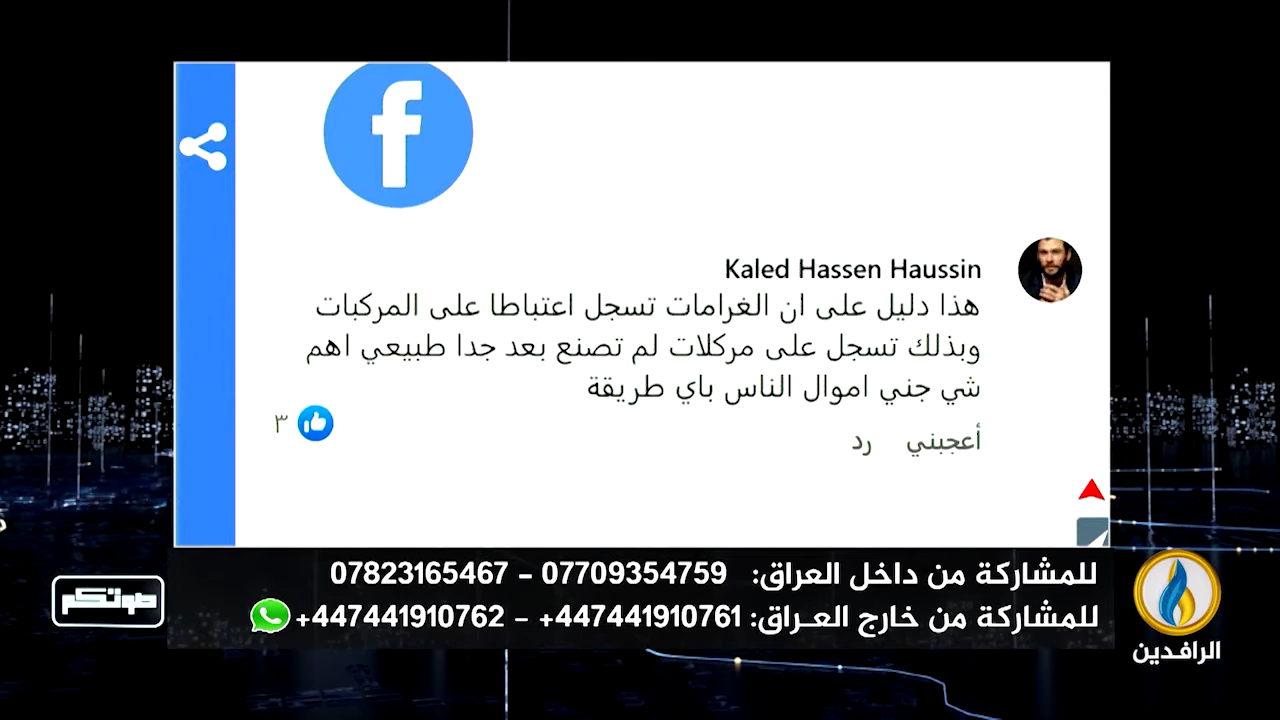 Kaled Hassen Haussin
هذا دليل على ان الغرامات تسجل اعتباطا على المركبات
وبذلك تسجل على مركلات لم تصنع بعد جدا طبيعي اهم
شي جني اموال الناس باي طريقة
٣
أعجبني رد
للمشاركة من داخل العراق: 07709354759 - 07823165467
للمشاركة من خارج العـراق: 447441910761+ - 447441910762+
صوتكم
الرافـدين